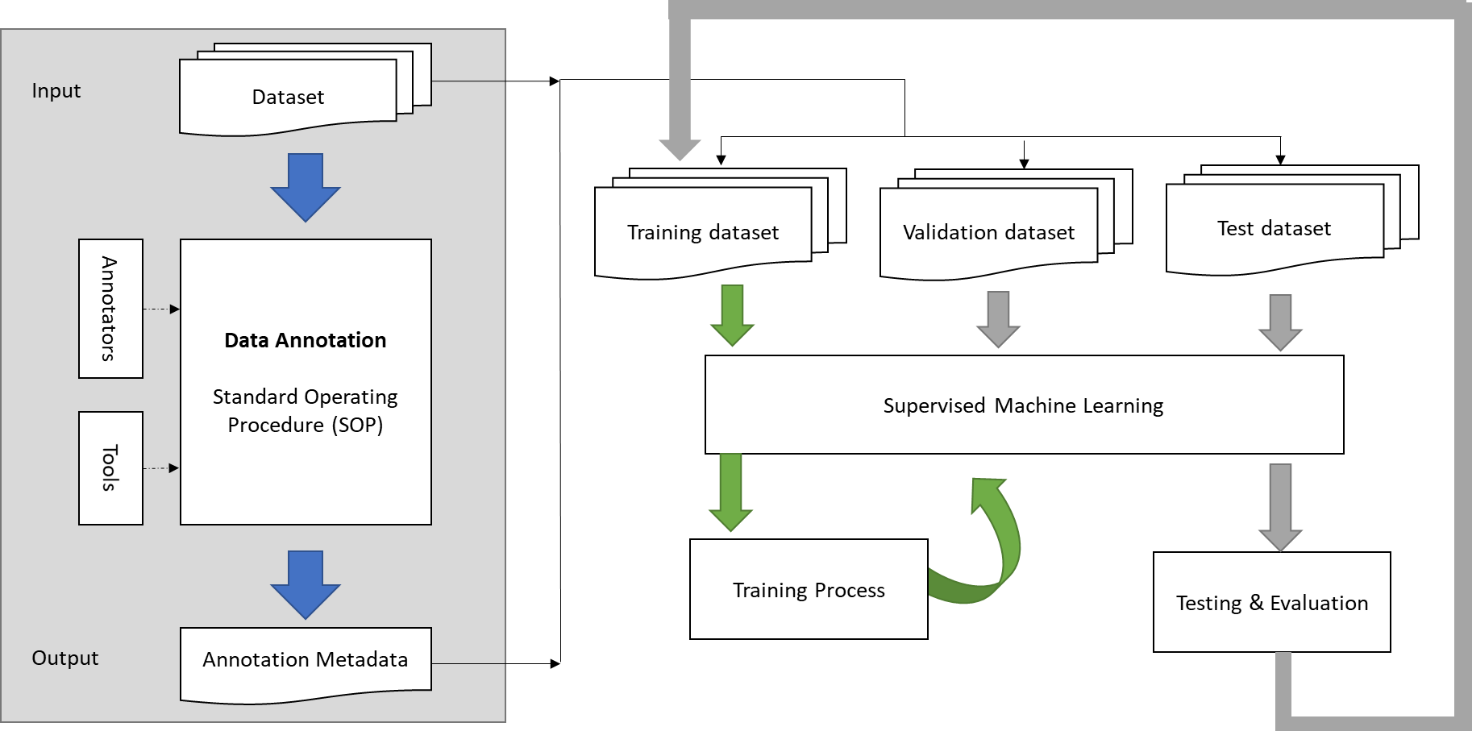 Input
Dataset
Annotators
Tools
Data Annotation
Standard Operating
Procedure (SOP)
Output
Annotation Metadata
Training dataset
Validation dataset
Test dataset
Supervised Machine Learning
Training Process
Testing & Evaluation